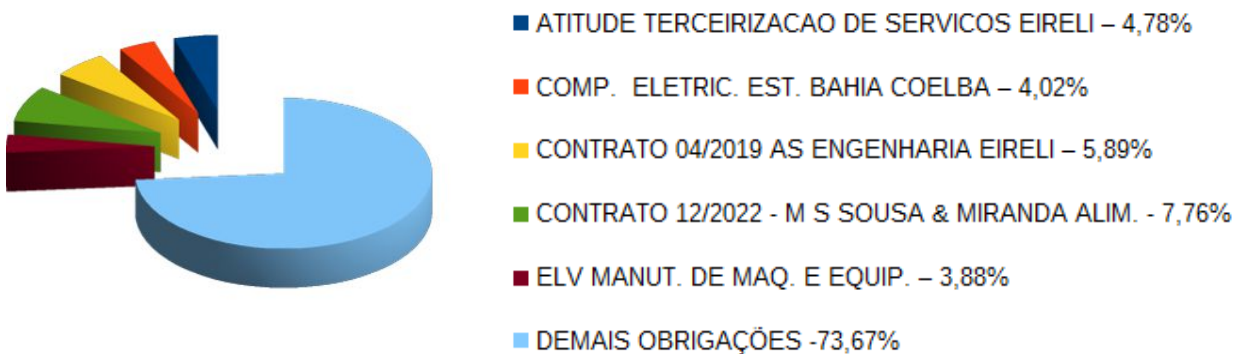 ATITUDE TERCEIRIZACAO DE SERVICOS EIRELI – 4,78%
COMP. ELETRIC. EST. BAHIA COELBA – 4,02%
CONTRATO 04/2019 AS ENGENHARIA EIRELI – 5,89%
CONTRATO 12/2022 - M S SOUSA & MIRANDA ALIM. - 7,76%
ELV MANUT. DE MAQ. E EQUIP. – 3,88%
DEMAIS OBRIGAÇÕES -73,67%